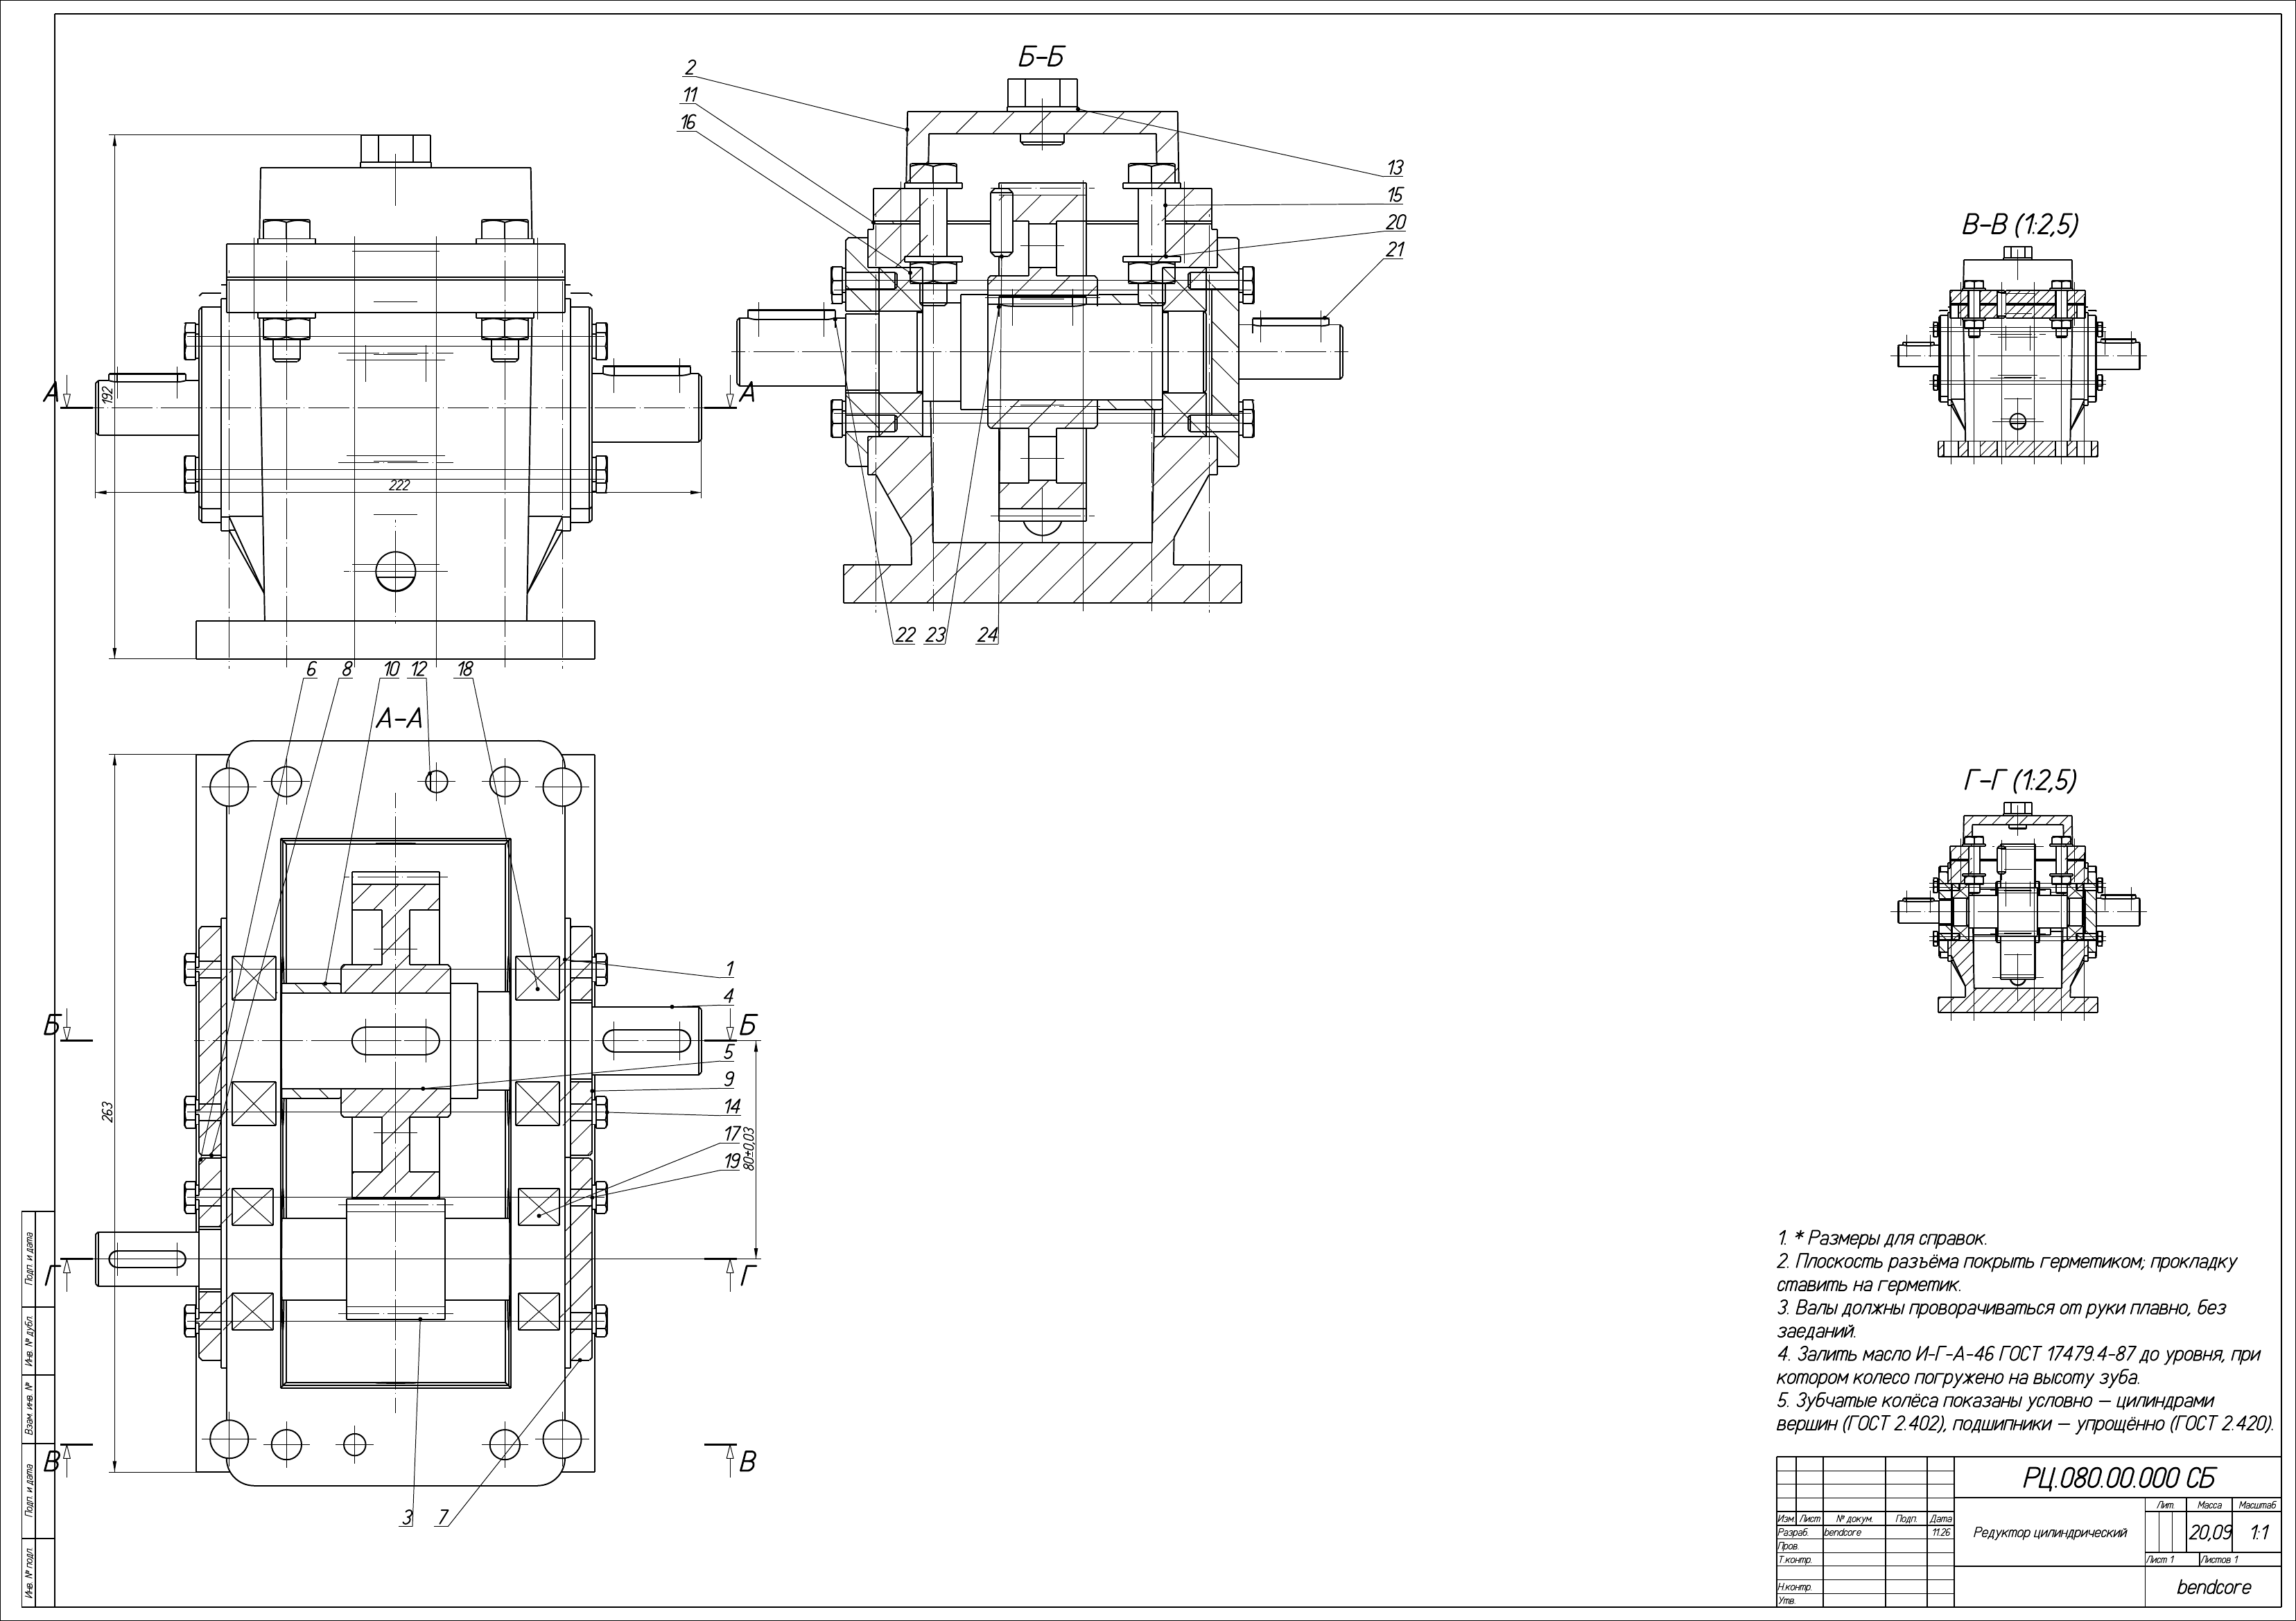 Б-Б
2
11
16
13
15
20
21
22
23
24
192
А
А
222
В-В (1:2,5)
6
8
10
12
18
А-А
1
4
Б
Б
5
9
14
17
19
263
80±0,03
Г
Г
В
В
3
7
Г-Г (1:2,5)
1. * Размеры для справок.
2. Плоскость разъёма покрыть герметиком; прокладку
ставить на герметик.
3. Валы должны проворачиваться от руки плавно, без
заеданий.
4. Залить масло И-Г-А-46 ГОСТ 17479.4-87 до уровня, при
котором колесо погружено на высоту зуба.
5. Зубчатые колёса показаны условно – цилиндрами
вершин (ГОСТ 2.402), подшипники – упрощённо (ГОСТ 2.420).
Подп. и дата
Инв. № дубл.
Взам. инв. №
Подп. и дата
Инв. № подл.
РЦ.080.00.000 СБ
Лит. Масса Масштаб
Изм. Лист № докум. Подп. Дата
Разраб. bendcore 11.26
Редуктор цилиндрический
20,09 1:1
Пров.
Т.контр.
Лист 1 Листов 1
Н.контр.
bendcore
Утв.